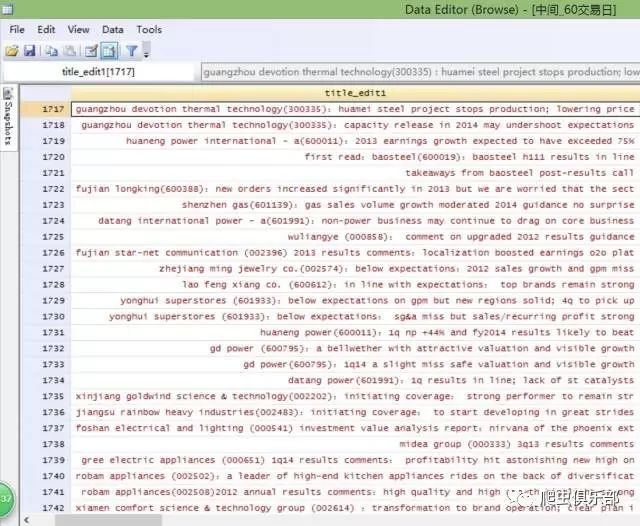 Data Editor (Browse) - [中间_60交易日]
File Edit View Data Tools
title_edit1[1717] guangzhou devotion thermal technology(300335): huamei steel project stops production; low
Snapshots
title_edit1
1717 guangzhou devotion thermal technology(300335): huamei steel project stops production; lowering price
1718 guangzhou devotion thermal technology(300335): capacity release in 2014 may undershoot expectations
1719 huaneng power international - a(600011): 2013 earnings growth expected to have exceeded 75%
1720 first read: baosteel(600019): baosteel h111 results in line
1721 takeaways from baosteel post-results call
1722 fujian longking(600388): new orders increased significantly in 2013 but we are worried that the sect
1723 shenzhen gas(601139): gas sales volume growth moderated 2014 guidance no surprise
1724 datang international power - a(601991): non-power business may continue to drag on core business
1725 wuliangye (000858): comment on upgraded 2012 results guidance
1726 fujian star-net communication (002396) 2013 results comments: localization boosted earnings o2o plat
1727 zhejiang ming jewelry co.(002574): below expectations: 2012 sales growth and gpm miss
1728 lao feng xiang co. (600612): in line with expectations: top brands remain strong
1729 yonghui superstores (601933): below expectations on gpm but new regions solid; 4q to pick up
1730 yonghui superstores (601933): below expectations: sg&a miss but sales/recurring profit strong
1731 huaneng power(600011): 1q np +44% and fy2014 results likely to beat
1732 gd power (600795): a bellwether with attractive valuation and visible growth
1733 gd power(600795): 1q14 a slight miss safe valuation and visible growth
1734 datang power(601991): 1q results in line; lack of st catalysts
1735 xinjiang goldwind science & technology(002202): initiating coverage: strong performer to remain str
1736 jiangsu rainbow heavy industries(002483): initiating coverage: to start developing in great strides
1737 foshan electrical and lighting (000541) investment value analysis report: nirvana of the phoenix ext
1738 midea group (000333) 3q13 results comments
1739 gree electric appliances (000651) 1q14 results comments: profitability hit astonishing new high on
1740 robam appliances (002502): a leader of high-end kitchen appliances rides on the back of diversificat
1741 robam appliances(002508)2012 annual results comments: high quality and high
1742 xiamen comfort science & technology group (002614) : transformation to brand operation; clear plan i
37
爬虫俱乐部